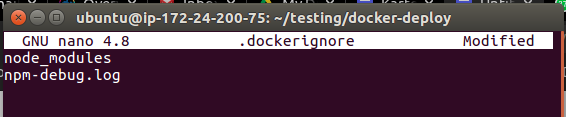 ubuntu@ip-172-24-200-75: ~/testing/docker-deploy
GNU nano 4.8 .dockerignore Modified
node_modules
npm-debug.log